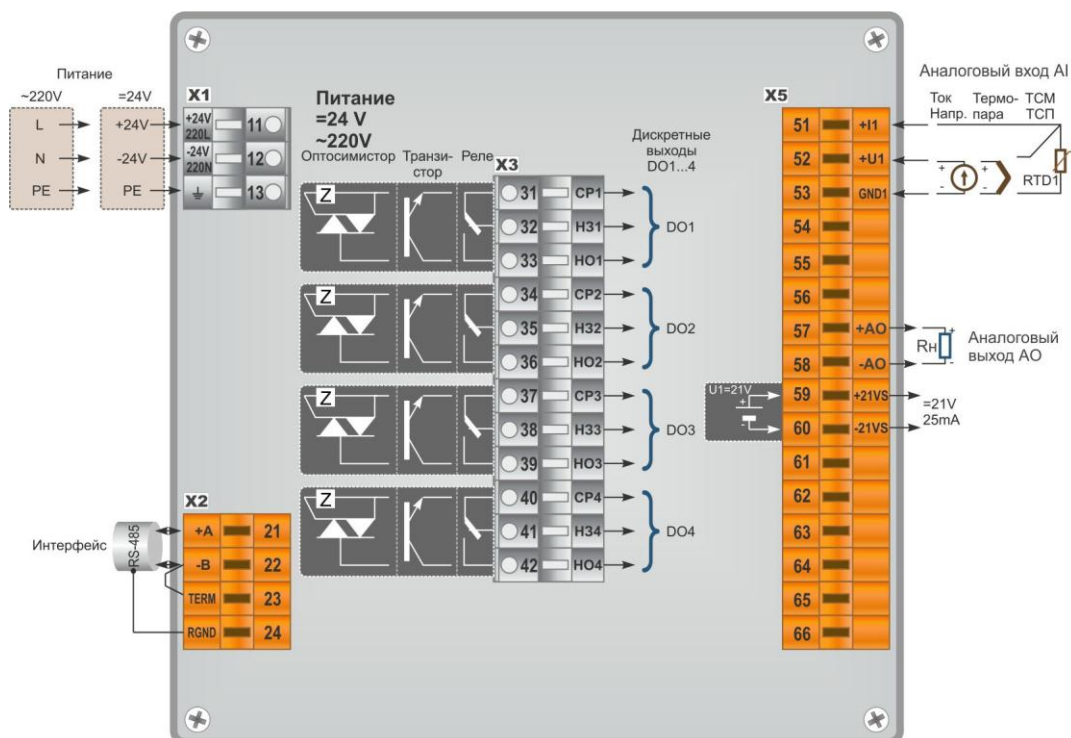 Питание
~220V
=24V
L
+24V
N
-24V
PE
PE
X1
+24V
220L
11
-24V
220N
12
13
Питание
=24 V
~220V
Оптосимистор
Транзи-
стор
Реле
X3
Дискретные
выходы
DO1...4
Z
31
CP1
32
H31
33
HO1
DO1
Z
34
CP2
35
H32
36
HO2
DO2
Z
37
CP3
38
H33
39
HO3
DO3
Z
40
CP4
41
H34
42
HO4
DO4
X2
Интерфейс
RS-485
+A
21
-B
22
TERM
23
RGND
24
X5
Аналоговый вход AI
Ток
Напр.
Термо-
пара
ТСМ
ТСП
51
+I1
52
+U1
53
GND1
+
-
+
-
RTD1
54
55
56
57
+AO
58
-AO
Rн
+
-
Аналоговый
выход АО
U1=21V
+
-
59
+21VS
60
-21VS
=21V
25mA
61
62
63
64
65
66